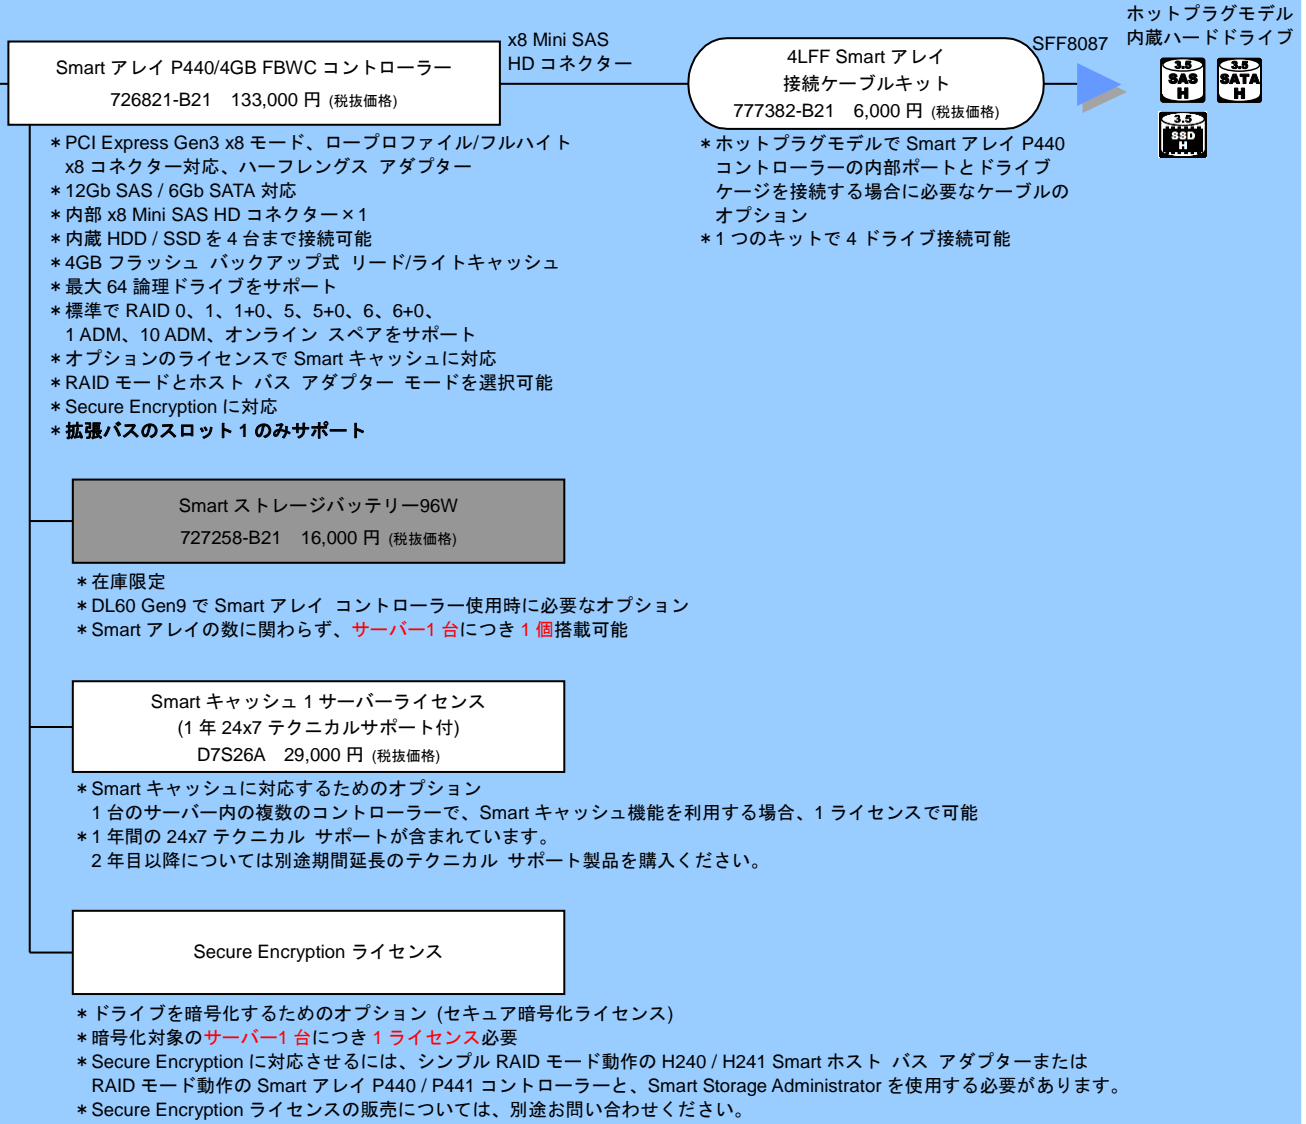 ホットプラグモデル
内蔵ハードドライブ
x8 Mini SAS
HD コネクター
SFF8087
3.5 SAS H
3.5 SATA H
3.5 SSD H
Smart アレイ P440/4GB FBWC コントローラー
726821-B21 133,000 円 (税抜価格)
4LFF Smart アレイ
接続ケーブルキット
777382-B21 6,000 円 (税抜価格)
＊PCI Express Gen3 x8 モード、ロープロファイル/フルハイト
x8 コネクター対応、ハーフレングス アダプター
＊12Gb SAS / 6Gb SATA 対応
＊内部 x8 Mini SAS HD コネクター×1
＊内蔵 HDD / SSD を 4 台まで接続可能
＊4GB フラッシュ バックアップ式 リード/ライトキャッシュ
＊最大 64 論理ドライブをサポート
＊標準で RAID 0、1、1+0、5、5+0、6、6+0、
1 ADM、10 ADM、オンライン スペアをサポート
＊オプションのライセンスで Smart キャッシュに対応
＊RAID モードとホスト バス アダプター モードを選択可能
＊Secure Encryption に対応
＊拡張バスのスロット 1 のみサポート
＊ホットプラグモデルで Smart アレイ P440
コントローラーの内部ポートとドライブ
ケージを接続する場合に必要なケーブルの
オプション
＊1 つのキットで 4 ドライブ接続可能
Smart ストレージバッテリー96W
727258-B21 16,000 円 (税抜価格)
＊在庫限定
＊DL60 Gen9 で Smart アレイ コントローラー使用時に必要なオプション
＊Smart アレイの数に関わらず、サーバー1 台につき 1 個搭載可能
Smart キャッシュ 1 サーバーライセンス
(1 年 24x7 テクニカルサポート付)
D7S26A 29,000 円 (税抜価格)
＊Smart キャッシュに対応するためのオプション
1 台のサーバー内の複数のコントローラーで、Smart キャッシュ機能を利用する場合、1 ライセンスで可能
＊1 年間の 24x7 テクニカル サポートが含まれています。
2 年目以降については別途期間延長のテクニカル サポート製品を購入ください。
Secure Encryption ライセンス
＊ドライブを暗号化するためのオプション (セキュア暗号化ライセンス)
＊暗号化対象のサーバー1 台につき 1 ライセンス必要
＊Secure Encryption に対応させるには、シンプル RAID モード動作の H240 / H241 Smart ホスト バス アダプターまたは
RAID モード動作の Smart アレイ P440 / P441 コントローラーと、Smart Storage Administrator を使用する必要があります。
＊Secure Encryption ライセンスの販売については、別途お問い合わせください。